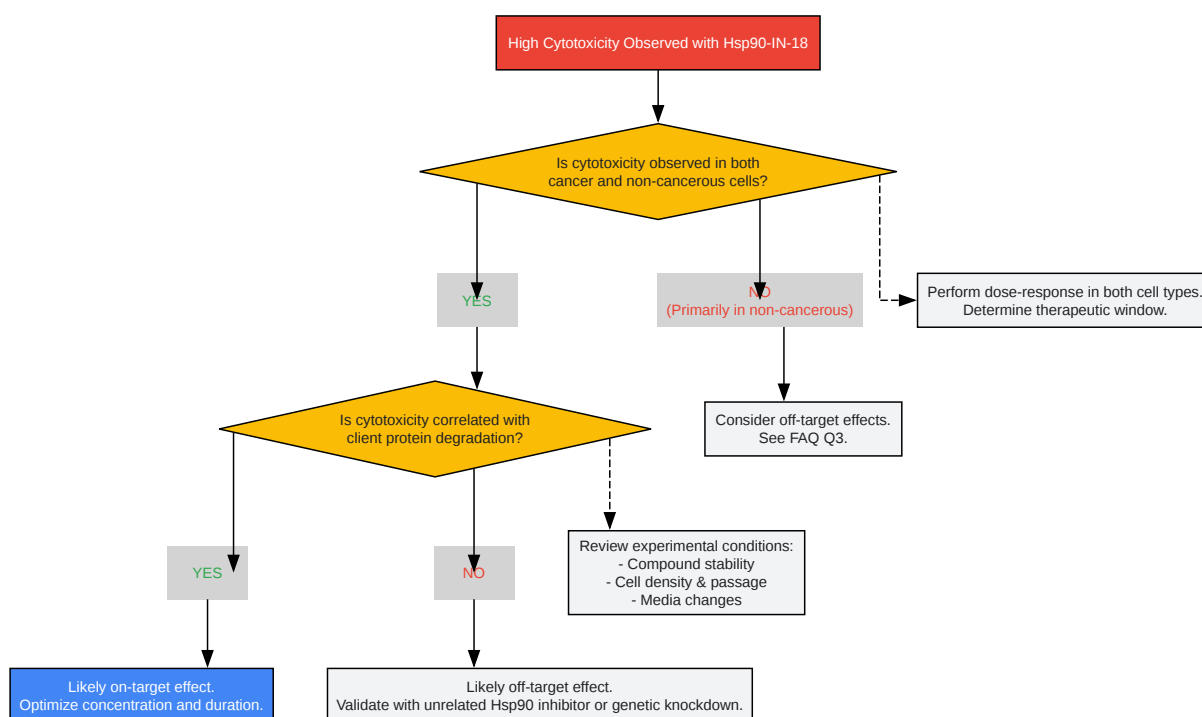 High Cytotoxicity Observed with Hsp90-IN-18
Is cytotoxicity observed in both
cancer and non-cancerous cells?
YES
NO
(Primarily in non-cancerous)
Perform dose-response in both cell types.
Determine therapeutic window.
Is cytotoxicity correlated with
client protein degradation?
Consider off-target effects.
See FAQ Q3.
YES
NO
Review experimental conditions:
- Compound stability
- Cell density & passage
- Media changes
Likely on-target effect.
Optimize concentration and duration.
Likely off-target effect.
Validate with unrelated Hsp90 inhibitor or genetic knockdown.